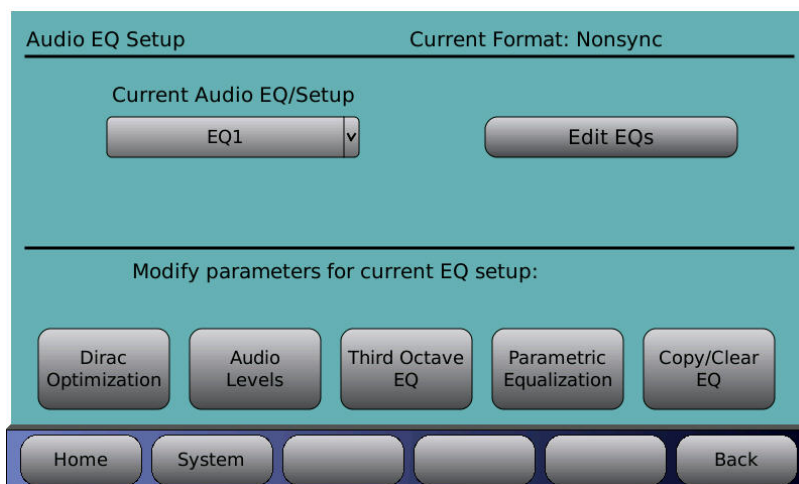 Audio EQ Setup
Current Format: Nonsync
Current Audio EQ/Setup
EQ1
Edit EQs
Modify parameters for current EQ setup:
Dirac
Optimization
Audio
Levels
Third Octave
EQ
Parametric
Equalization
Copy/Clear
EQ
Home
System
Back